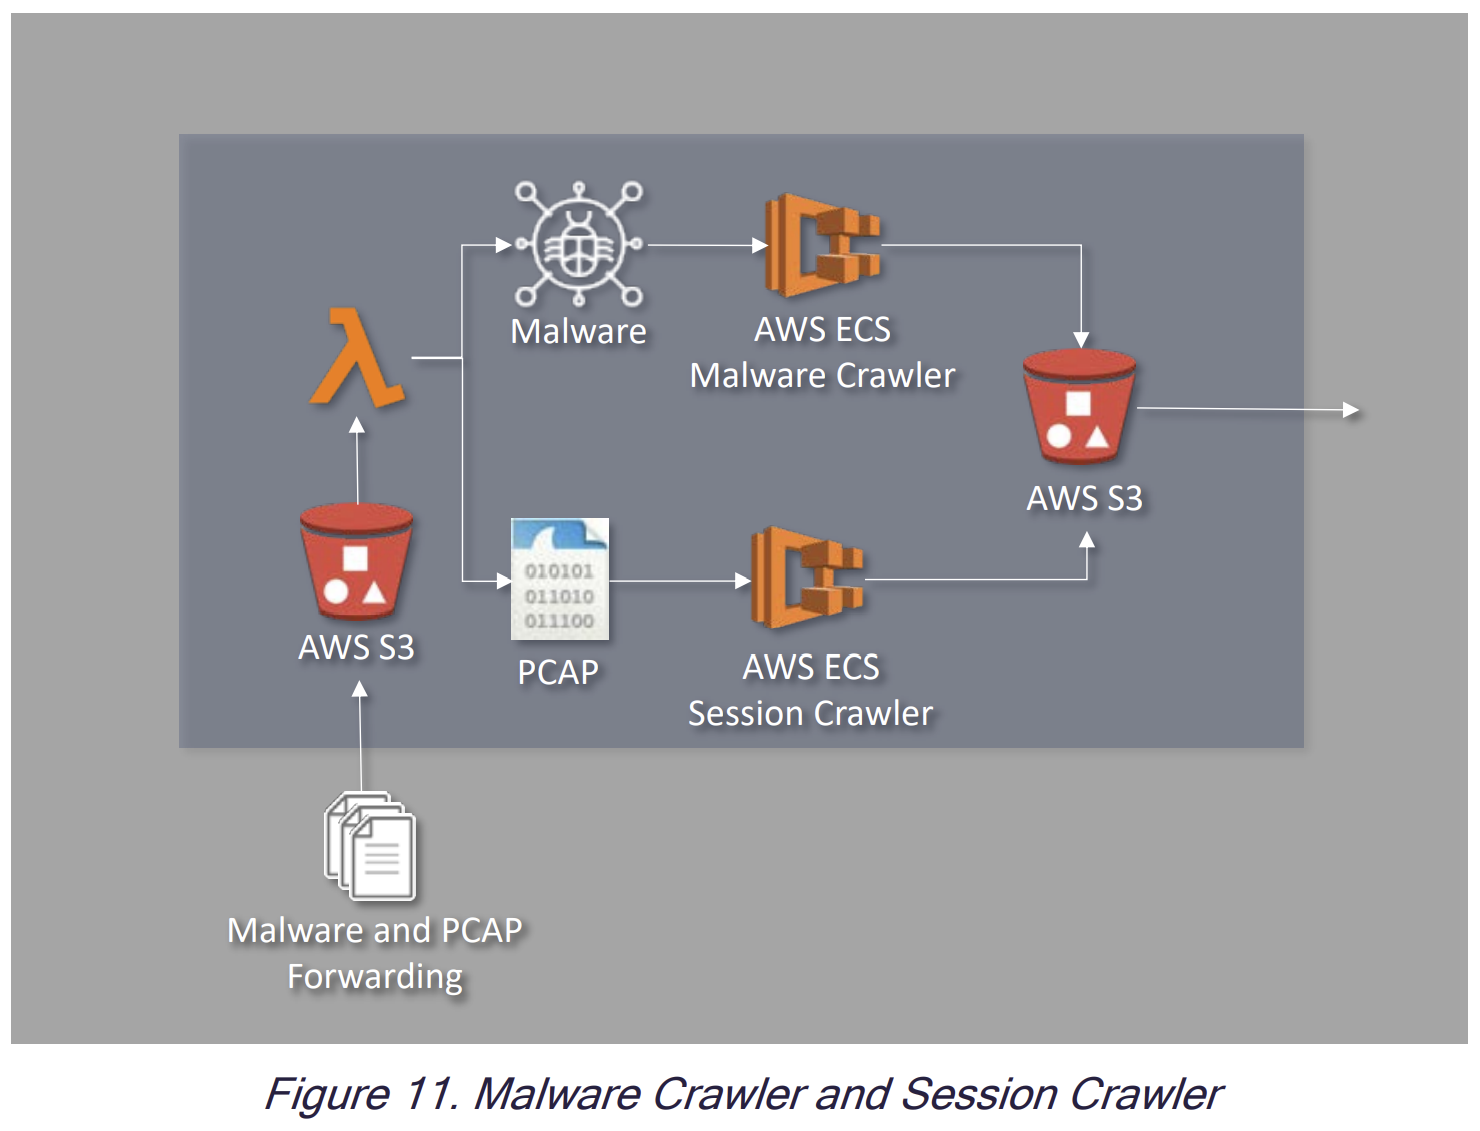 Malware
AWS ECS
Malware Crawler
AWS S3
010101
011010
011100
AWS S3
PCAP
AWS ECS
Session Crawler
Malware and PCAP
Forwarding
Figure 11. Malware Crawler and Session Crawler